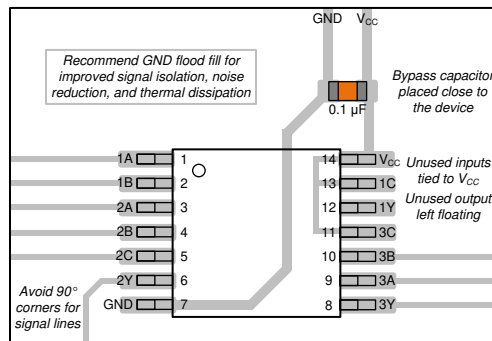 GND V_CC
Recommend GND flood fill for
improved signal isolation, noise
reduction, and thermal dissipation
Bypass capacitor
placed close to
the device
0.1 µF
1A 1 14 V_CC
1B 2 13 1C
2A 3 12 1Y
2B 4 11 3C
2C 5 10 3B
2Y 6 9 3A
GND 7 8 3Y
Unused inputs
tied to V_CC
Unused output
left floating
Avoid 90°
corners for
signal lines